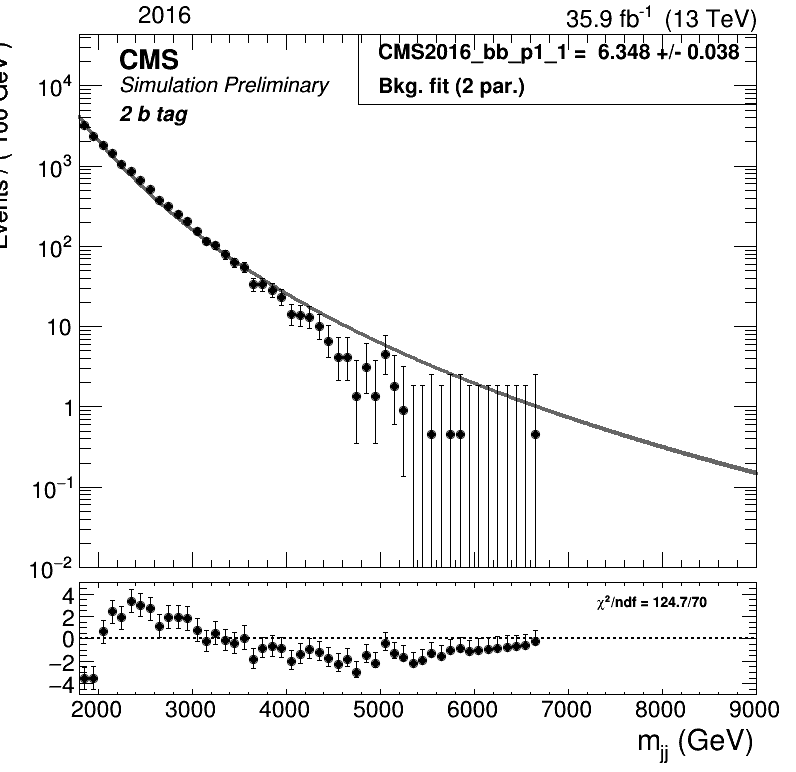 2016
35.9 fb⁻¹ (13 TeV)
CMS
Simulation Preliminary
2 b tag
CMS2016_bb_p1_1 = 6.348 +/- 0.038
Bkg. fit (2 par.)
10⁴
10³
10²
10
1
10⁻¹
10⁻²
χ²/ndf = 124.7/70
4
2
0
−2
−4
2000 3000 4000 5000 6000 7000 8000 9000
m_jj (GeV)